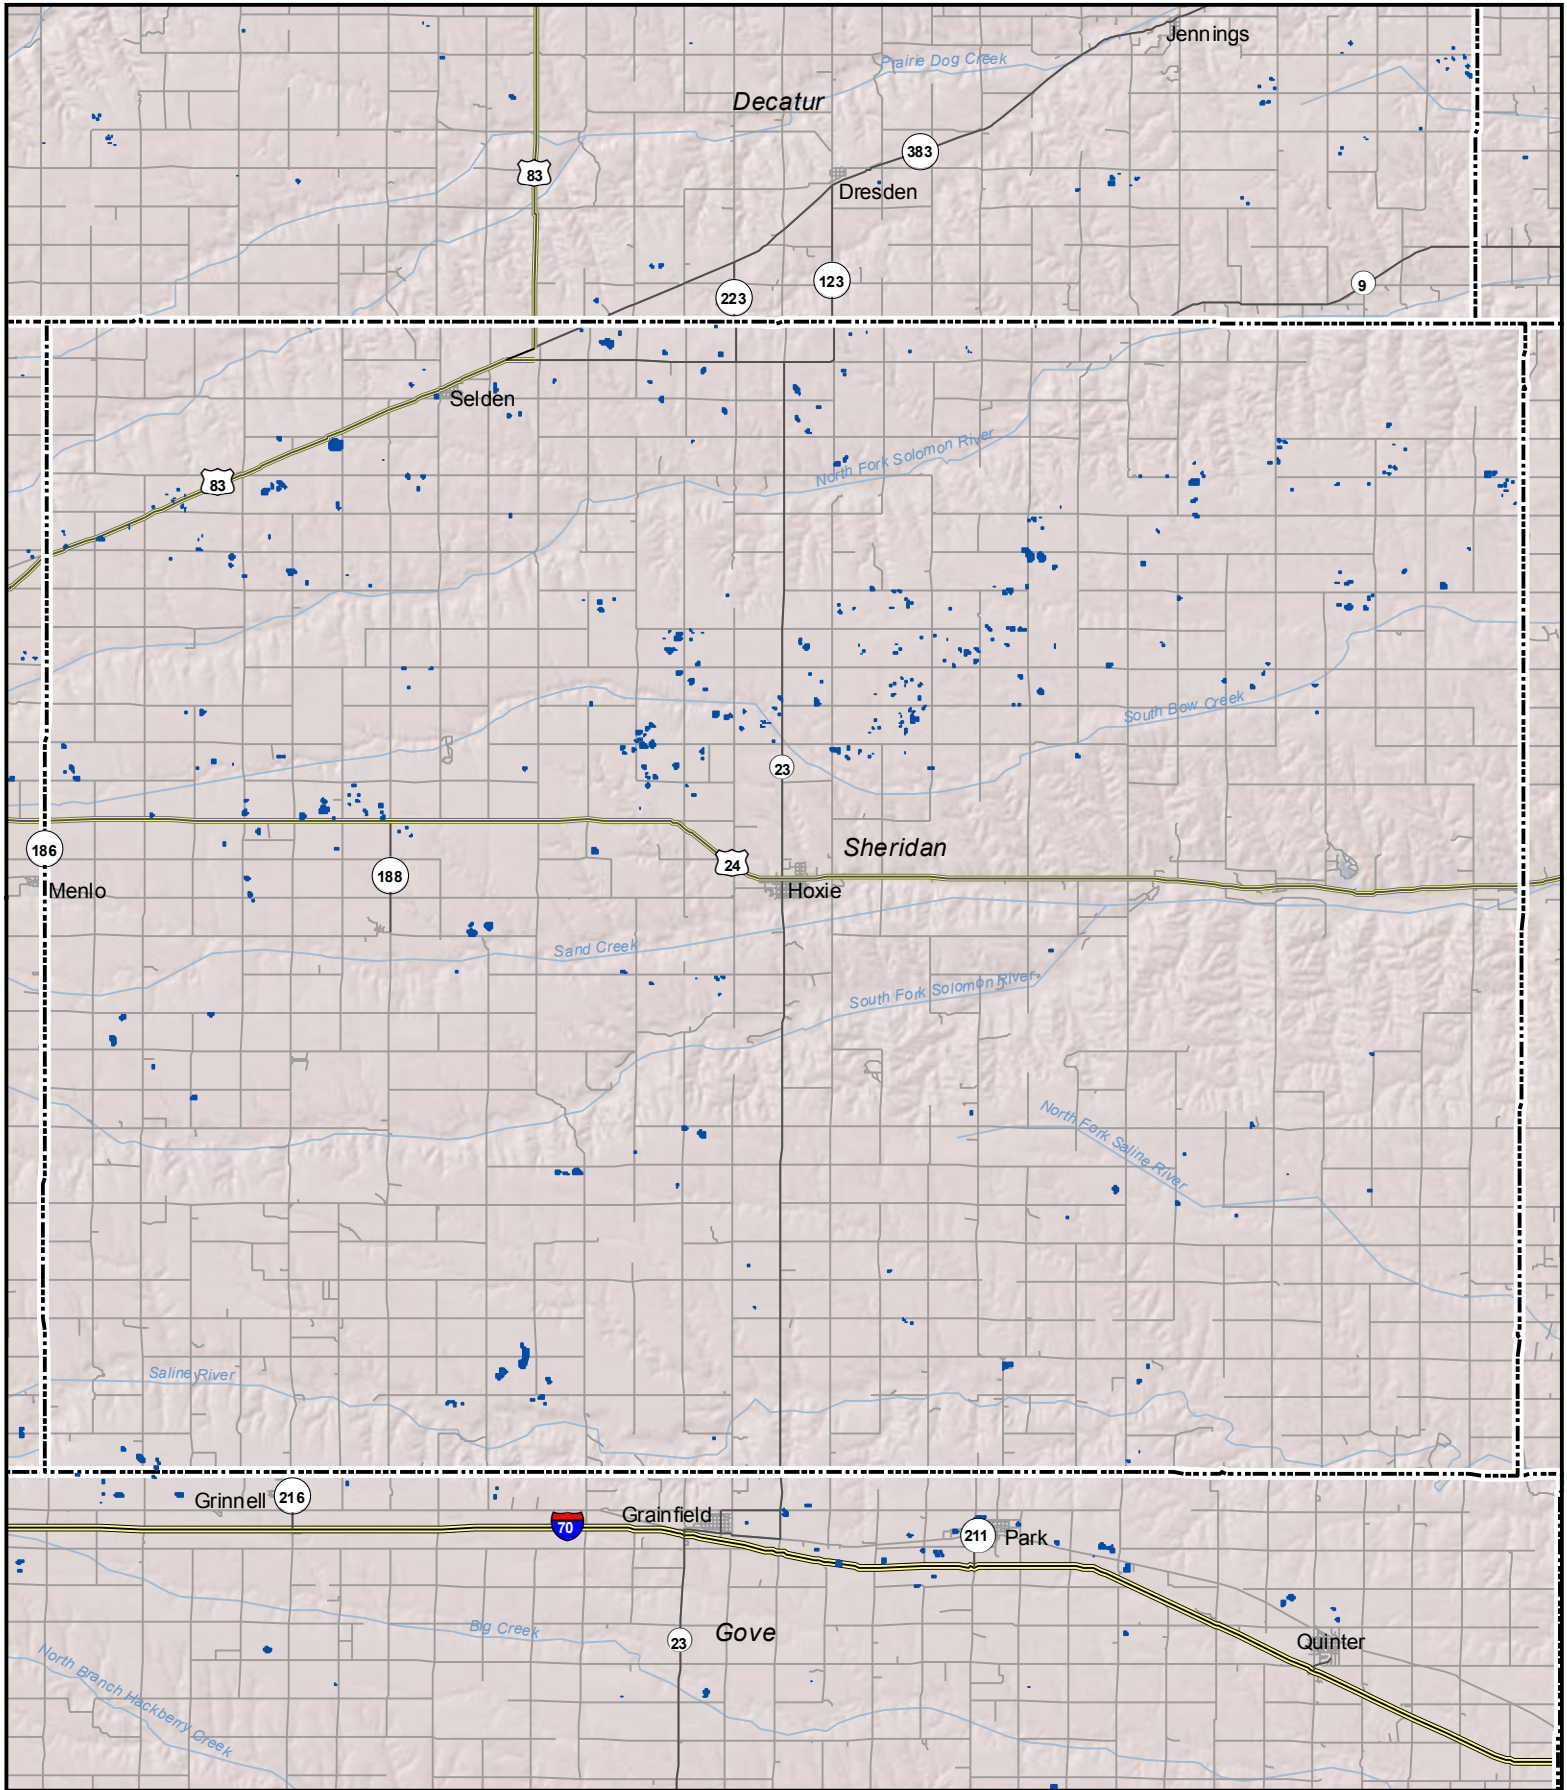 Jennings
Prairie Dog Creek
Decatur
383
83
Dresden
123
9
223
Selden
North Fork Solomon River
83
South Bow Creek
23
Sheridan
186
24
188
Menlo
Hoxie
Sand Creek
South Fork Solomon River
North Fork Saline River
Saline River
Grinnell
216
Grainfield
70
211
Park
Big Creek
23
Gove
Quinter
North Branch Hackberry Creek